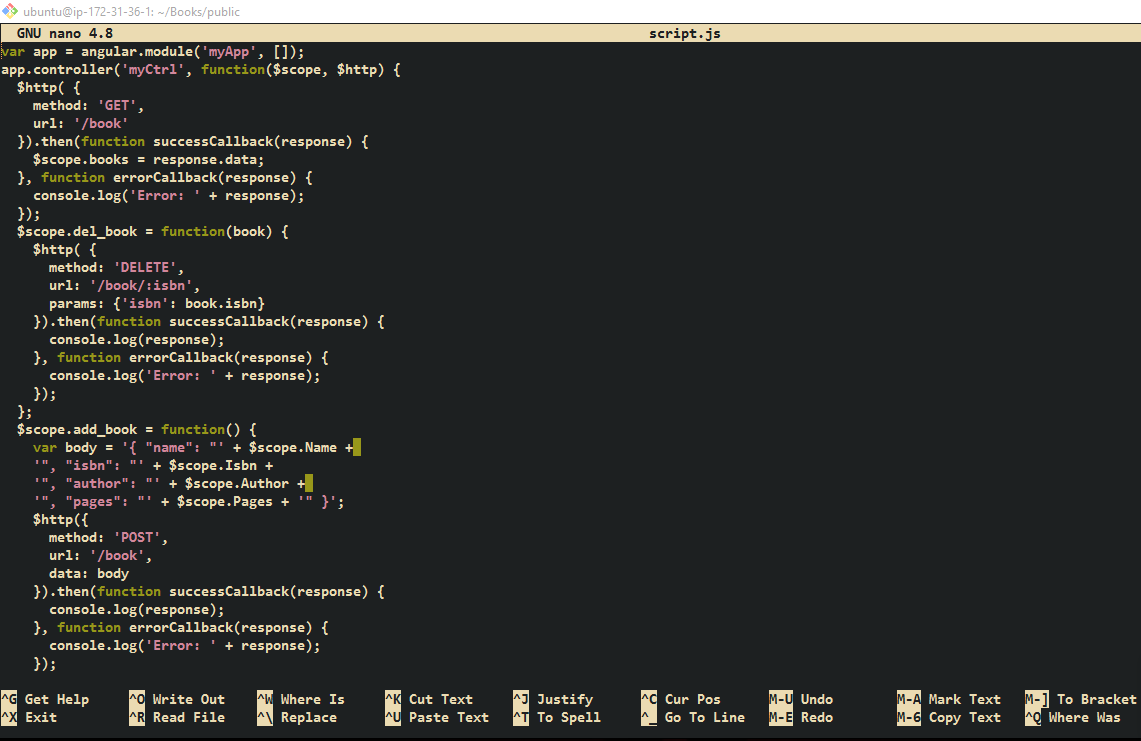 ubuntu@ip-172-31-36-1: ~/Books/public
GNU nano 4.8 script.js
var app = angular.module('myApp', []);
app.controller('myCtrl', function($scope, $http) {
  $http( {
    method: 'GET',
    url: '/book'
  }).then(function successCallback(response) {
    $scope.books = response.data;
  }, function errorCallback(response) {
    console.log('Error: ' + response);
  });
  $scope.del_book = function(book) {
    $http( {
      method: 'DELETE',
      url: '/book/:isbn',
      params: {'isbn': book.isbn}
    }).then(function successCallback(response) {
      console.log(response);
    }, function errorCallback(response) {
      console.log('Error: ' + response);
    });
  };
  $scope.add_book = function() {
    var body = '{ "name": "' + $scope.Name +
    '", "isbn": "' + $scope.Isbn +
    '", "author": "' + $scope.Author +
    '", "pages": "' + $scope.Pages + '" }';
    $http({
      method: 'POST',
      url: '/book',
      data: body
    }).then(function successCallback(response) {
      console.log(response);
    }, function errorCallback(response) {
      console.log('Error: ' + response);
    });
^G Get Help ^O Write Out ^W Where Is ^K Cut Text ^J Justify ^C Cur Pos M-U Undo M-A Mark Text M-] To Bracket
^X Exit ^R Read File ^\ Replace ^U Paste Text ^T To Spell ^_ Go To Line M-E Redo M-6 Copy Text ^Q Where Was